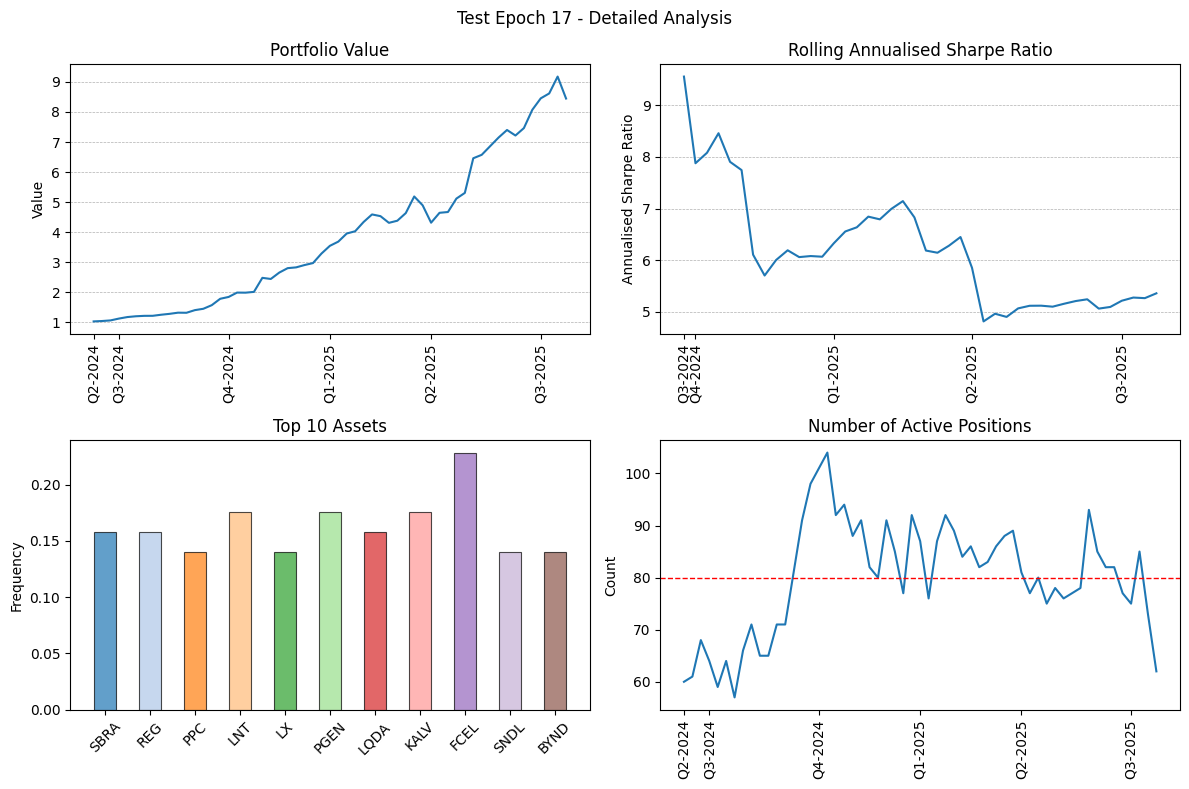 Test Epoch 17 - Detailed Analysis
Portfolio Value
9
8
7
6
5
4
3
2
1
Value
Q2-2024
Q3-2024
Q4-2024
Q1-2025
Q2-2025
Q3-2025
Rolling Annualised Sharpe Ratio
9
8
7
6
5
Annualised Sharpe Ratio
Q3-2024
Q4-2024
Q1-2025
Q2-2025
Q3-2025
Top 10 Assets
0.20
0.15
0.10
0.05
0.00
Frequency
SBRA
REG
PPC
LNT
LX
PGEN
LQDA
KALV
FCEL
SNDL
BYND
Number of Active Positions
100
90
80
70
60
Count
Q2-2024
Q3-2024
Q4-2024
Q1-2025
Q2-2025
Q3-2025